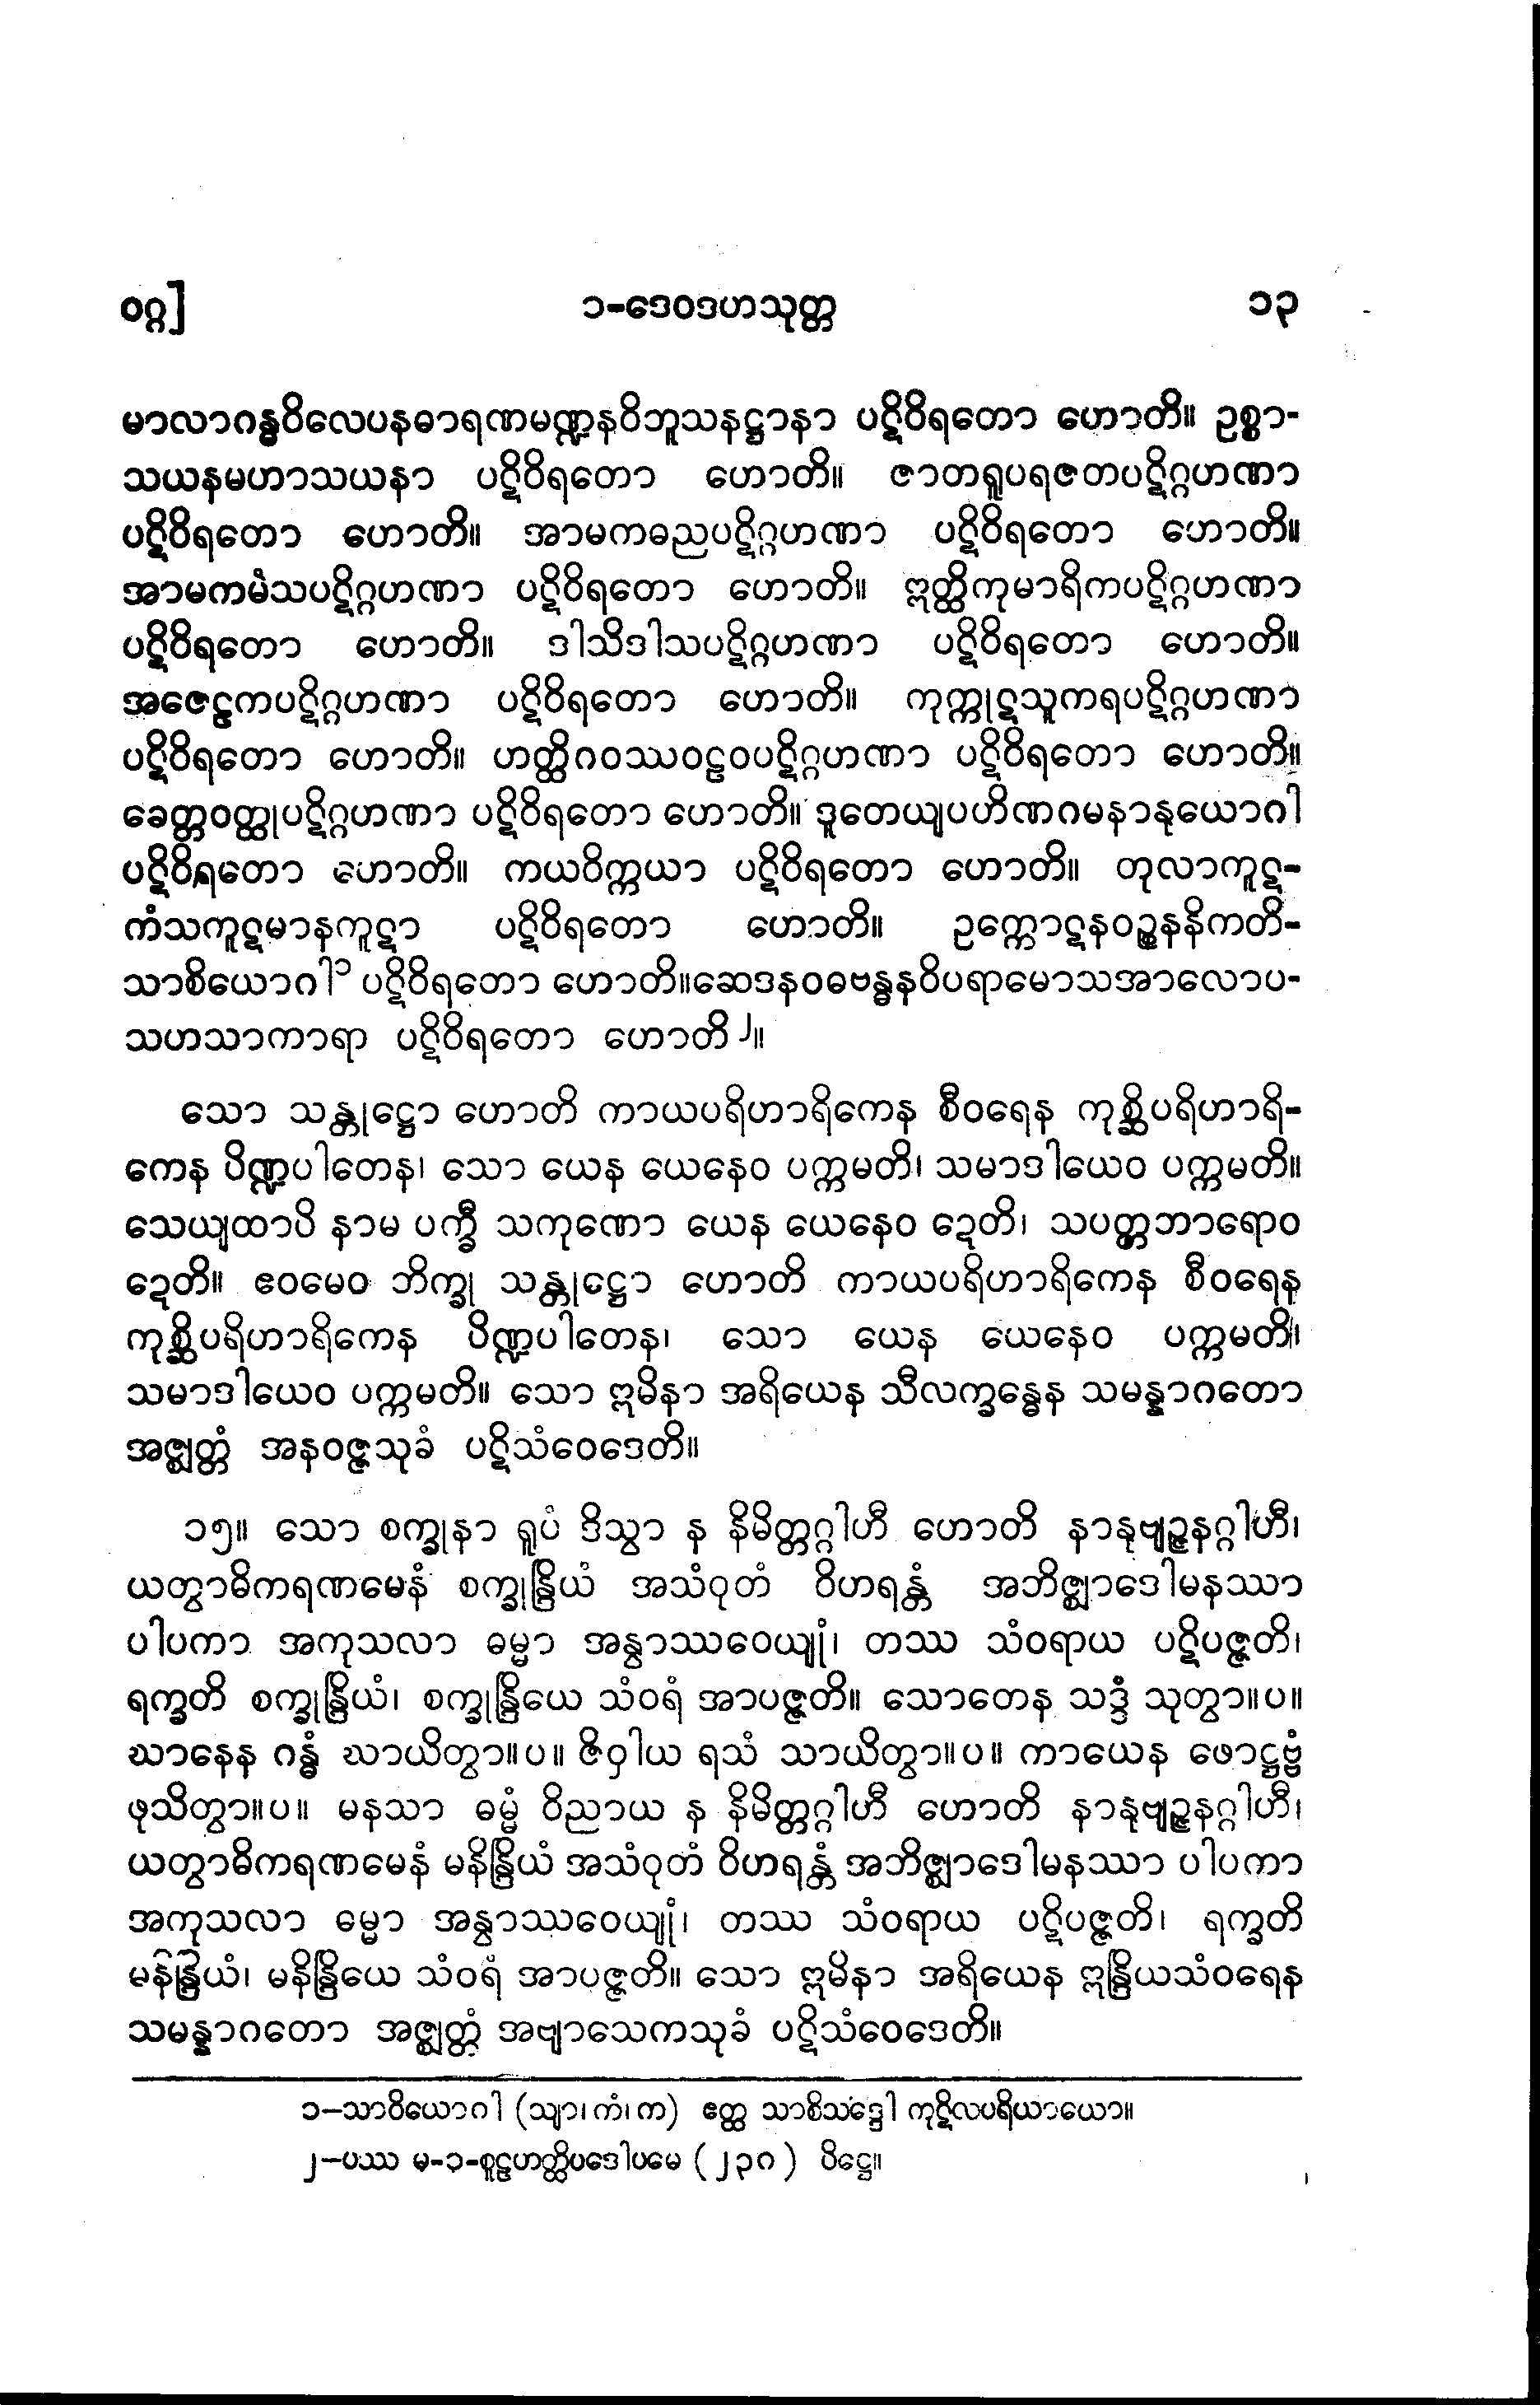 ဝဂ္ဂ] ၁-ဒေဝဒဟသုတ္တ ၁၃
မာလာဂန္ဓဝိလေပနဓာရဏမဏ္ဍနဝိဘူသနဋ္ဌာနာ ပဋိဝိရတော ဟောတိ။ ဥစ္စာ-
သယနမဟာသယနာ ပဋိဝိရတော ဟောတိ။ ဇာတရူပရဇတပဋိဂ္ဂဟဏာ
ပဋိဝိရတော ဟောတိ။ အာမကဓညပဋိဂ္ဂဟဏာ ပဋိဝိရတော ဟောတိ။
အာမကမံသပဋိဂ္ဂဟဏာ ပဋိဝိရတော ဟောတိ။ ဣတ္ထိကုမာရိကပဋိဂ္ဂဟဏာ
ပဋိဝိရတော ဟောတိ။ ဒါသိဒါသပဋိဂ္ဂဟဏာ ပဋိဝိရတော ဟောတိ။
အဇေဠကပဋိဂ္ဂဟဏာ ပဋိဝိရတော ဟောတိ။ ကုက္ကုဋသူကရပဋိဂ္ဂဟဏာ
ပဋိဝိရတော ဟောတိ။ ဟတ္ထိဂဝဿဝဠဝပဋိဂ္ဂဟဏာ ပဋိဝိရတော ဟောတိ။
ခေတ္တဝတ္ထုပဋိဂ္ဂဟဏာ ပဋိဝိရတော ဟောတိ။ ဒူတေယျပဟိဏဂမနာနုယောဂါ
ပဋိဝိရတော ဟောတိ။ ကယဝိက္ကယာ ပဋိဝိရတော ဟောတိ။ တုလာကူဋ-
ကံသကူဋမာနကူဋာ ပဋိဝိရတော ဟောတိ။ ဥက္ကောဋနဝဉ္စနနိကတိ-
သာစိယောဂါ၁ ပဋိဝိရတော ဟောတိ။ဆေဒနဝဓဗန္ဓနဝိပရာမောသအာလောပ-
သဟသာကာရာ ပဋိဝိရတော ဟောတိ၂။
သော သန္တုဋ္ဌော ဟောတိ ကာယပရိဟာရိကေန စီဝရေန ကုစ္ဆိပရိဟာရိ-
ကေန ပိဏ္ဍပါတေန၊ သော ယေန ယေနေဝ ပက္ကမတိ၊ သမာဒါယေဝ ပက္ကမတိ။
သေယျထာပိ နာမ ပက္ခီ သကုဏော ယေန ယေနေဝ ဍေတိ၊ သပတ္တဘာရောဝ
ဍေတိ။ ဧဝမေဝ ဘိက္ခု သန္တုဋ္ဌော ဟောတိ ကာယပရိဟာရိကေန စီဝရေန
ကုစ္ဆိပရိဟာရိကေန ပိဏ္ဍပါတေန၊ သော ယေန ယေနေဝ ပက္ကမတိ၊
သမာဒါယေဝ ပက္ကမတိ။ သော ဣမိနာ အရိယေန သီလက္ခန္ဓေန သမန္နာဂတော
အဇ္ဈတ္တံ အနဝဇ္ဇသုခံ ပဋိသံဝေဒေတိ။
၁၅။ သော စက္ခုနာ ရူပံ ဒိသွာ န နိမိတ္တဂ္ဂါဟီ ဟောတိ နာနုဗျဉ္ဇနဂ္ဂါဟီ၊
ယတွာဓိကရဏမေနံ စက္ခုန္ဒြိယံ အသံဝုတံ ဝိဟရန္တံ အဘိဇ္ဈာဒေါမနဿာ
ပါပကာ အကုသလာ ဓမ္မာ အနွာဿဝေယျုံ၊ တဿ သံဝရာယ ပဋိပဇ္ဇတိ၊
ရက္ခတိ စက္ခုန္ဒြိယံ၊ စက္ခုန္ဒြိယေ သံဝရံ အာပဇ္ဇတိ။ သောတေန သဒ္ဒံ သုတွာ။ပ။
ဃာနေန ဂန္ဓံ ဃာယိတွာ။ပ။ ဇိဝှါယ ရသံ သာယိတွာ။ပ။ ကာယေန ဖောဋ္ဌဗ္ဗံ
ဖုသိတွာ။ပ။ မနသာ ဓမ္မံ ဝိညာယ န နိမိတ္တဂ္ဂါဟီ ဟောတိ နာနုဗျဉ္ဇနဂ္ဂါဟီ၊
ယတွာဓိကရဏမေနံ မနိန္ဒြိယံ အသံဝုတံ ဝိဟရန္တံ အဘိဇ္ဈာဒေါမနဿာ ပါပကာ
အကုသလာ ဓမ္မော အနွာဿဝေယျုံ၊ တဿ သံဝရာယ ပဋိပဇ္ဇတိ၊ ရက္ခတိ
မနိန္ဒြိယံ၊ မနိန္ဒြိယေ သံဝရံ အာပဇ္ဇတိ။ သော ဣမိနာ အရိယေန ဣန္ဒြိယသံဝရေန
သမန္နာဂတော အဇ္ဈတ္တံ အဗျာသေကသုခံ ပဋိသံဝေဒေတိ။
၁-သာဝိယောဂါ (သျာ၊ ကံ၊ က) ဧတ္ထ သာစိသဒ္ဒေါ ကုဋိလပရိယာယော။
၂-ပဿ မ-၁-စူဠဟတ္ထိပဒေါပမေ (၂၃၈) ပိဋ္ဌေ။